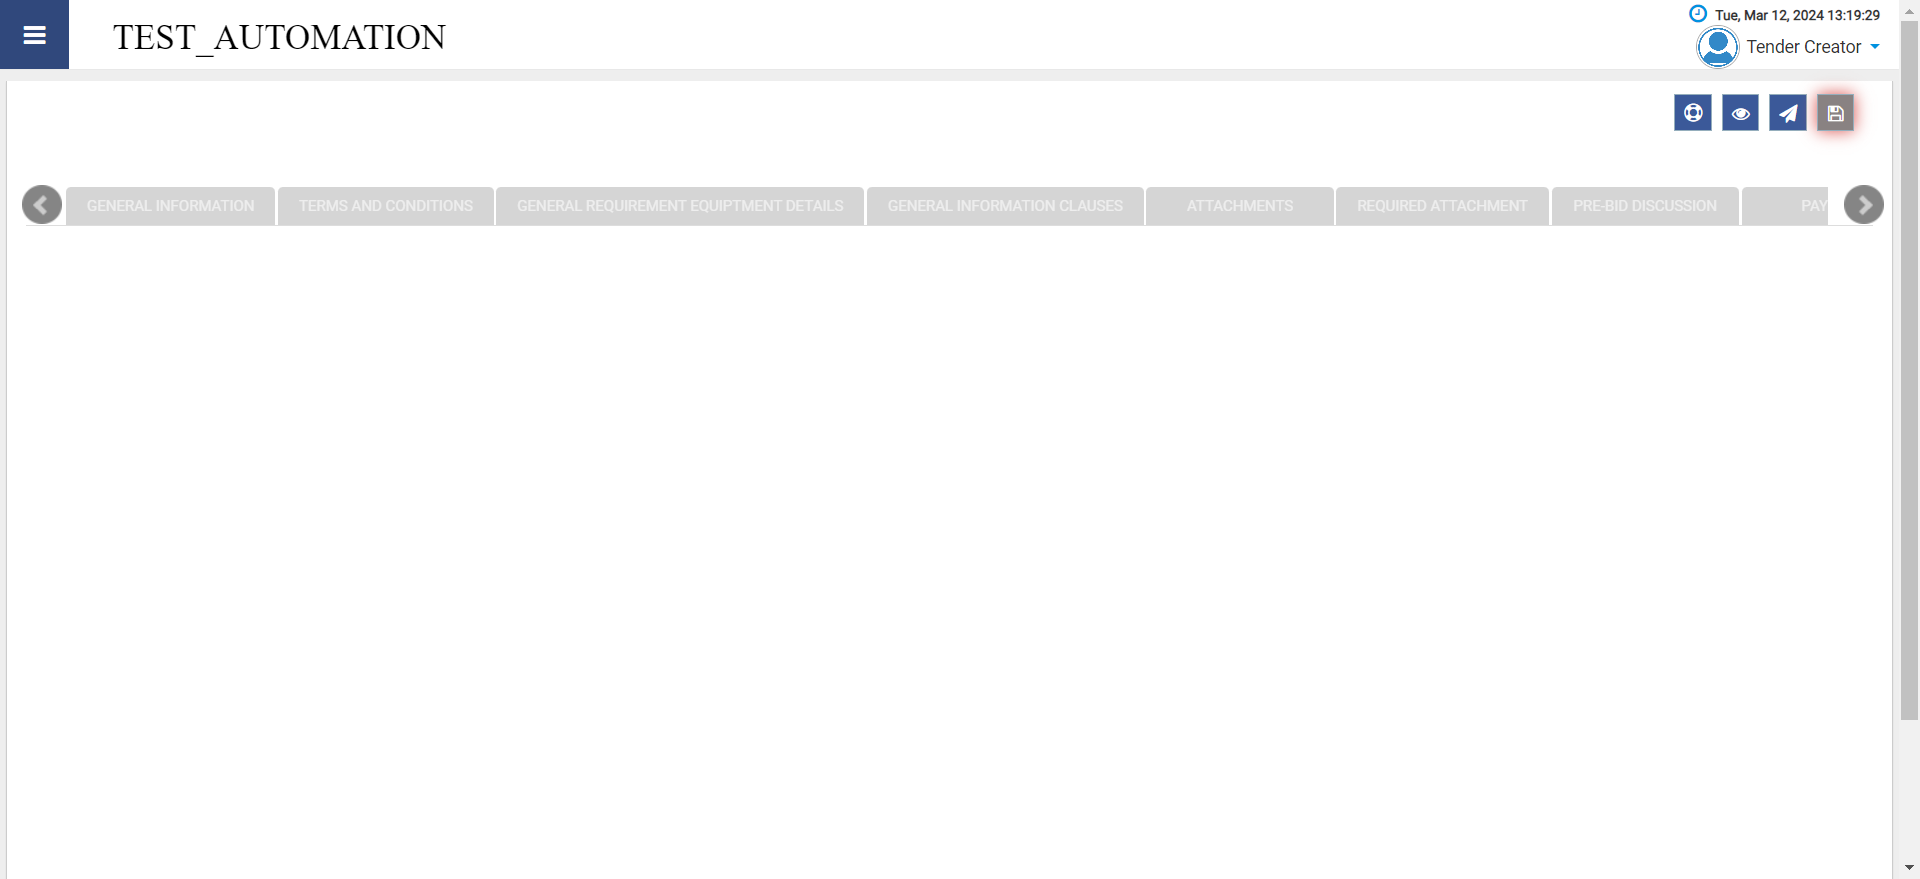 TEST_AUTOMATION
Tue, Mar 12, 2024 13:19:29
Tender Creator
GENERAL INFORMATION
TERMS AND CONDITIONS
GENERAL REQUIREMENT EQUIPTMENT DETAILS
GENERAL INFORMATION CLAUSES
ATTACHMENTS
REQUIRED ATTACHMENT
PRE-BID DISCUSSION
PAY